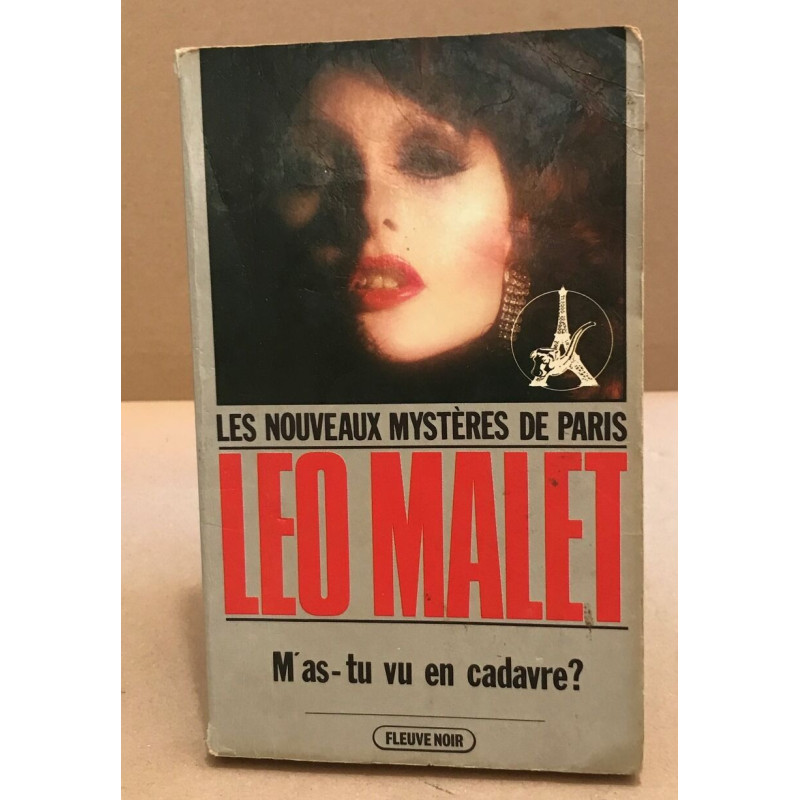 LES NOUVEAUX MYSTÈRES DE PARIS
LEO MALET
M'as-tu vu en cadavre?
FLEUVE NOIR